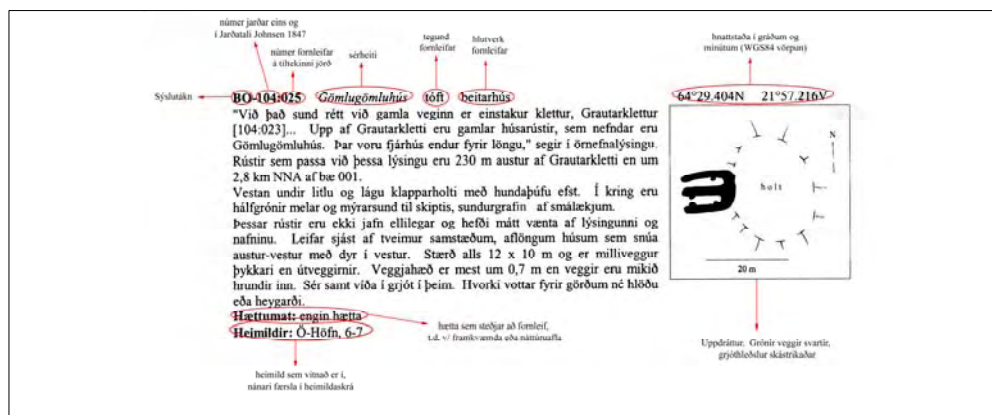 númer jarðar eins og
í Jarðatali Johnsen 1847
númer fornleifar
á tiltekinni jörð
sérheiti
tegund
fornleifar
hlutverk
fornleifar
hnattstaða í gráðum og
mínútum (WGS84 vörpun)
Sýslutákn
BO-104:025 Gömlugömluhús tóft beitarhús
64°29.404N 21°57.216V
"Við það sund rétt við gamla veginn er einstakur klettur, Grautarklettur
[104:023]... Upp af Grautarkletti eru gamlar húsarústir, sem nefndar eru
Gömlugömluhús. Þar voru fjárhús endur fyrir löngu," segir í örnefnalýsingu.
Rústir sem passa við þessa lýsingu eru 230 m austur af Grautarkletti en um
2,8 km NNA af bæ 001.
Vestan undir litlu og lágu klapparholti með hundaþúfu efst. Í kring eru
hálfgrónir melar og mýrarsund til skiptis, sundurgrafin af smálækjum.
Þessar rústir eru ekki jafn ellilegar og hefði mátt vænta af lýsingunni og
nafninu. Leifar sjást af tveimur samstæðum, aflöngum húsum sem snúa
austur-vestur með dyr í vestur. Stærð alls 12 x 10 m og er milliveggur
þykkari en útveggirnir. Veggjahæð er mest um 0,7 m en veggir eru mikið
hrundir inn. Sér samt víða í grjót í þeim. Hvorki vottar fyrir görðum né hlöðu
eða heygarði.
Hættumat: engin hætta
Heimildir: Ö-Höfn, 6-7
N
holt
20 m
hætta sem steðjar að fornleif,
t.d. v/ framkvæmda eða náttúruafla
heimild sem vitnað er í,
nánari færsla í heimildaskrá
Uppdráttur. Grónir veggir svartir,
grjóthleðslur skástrikaðar